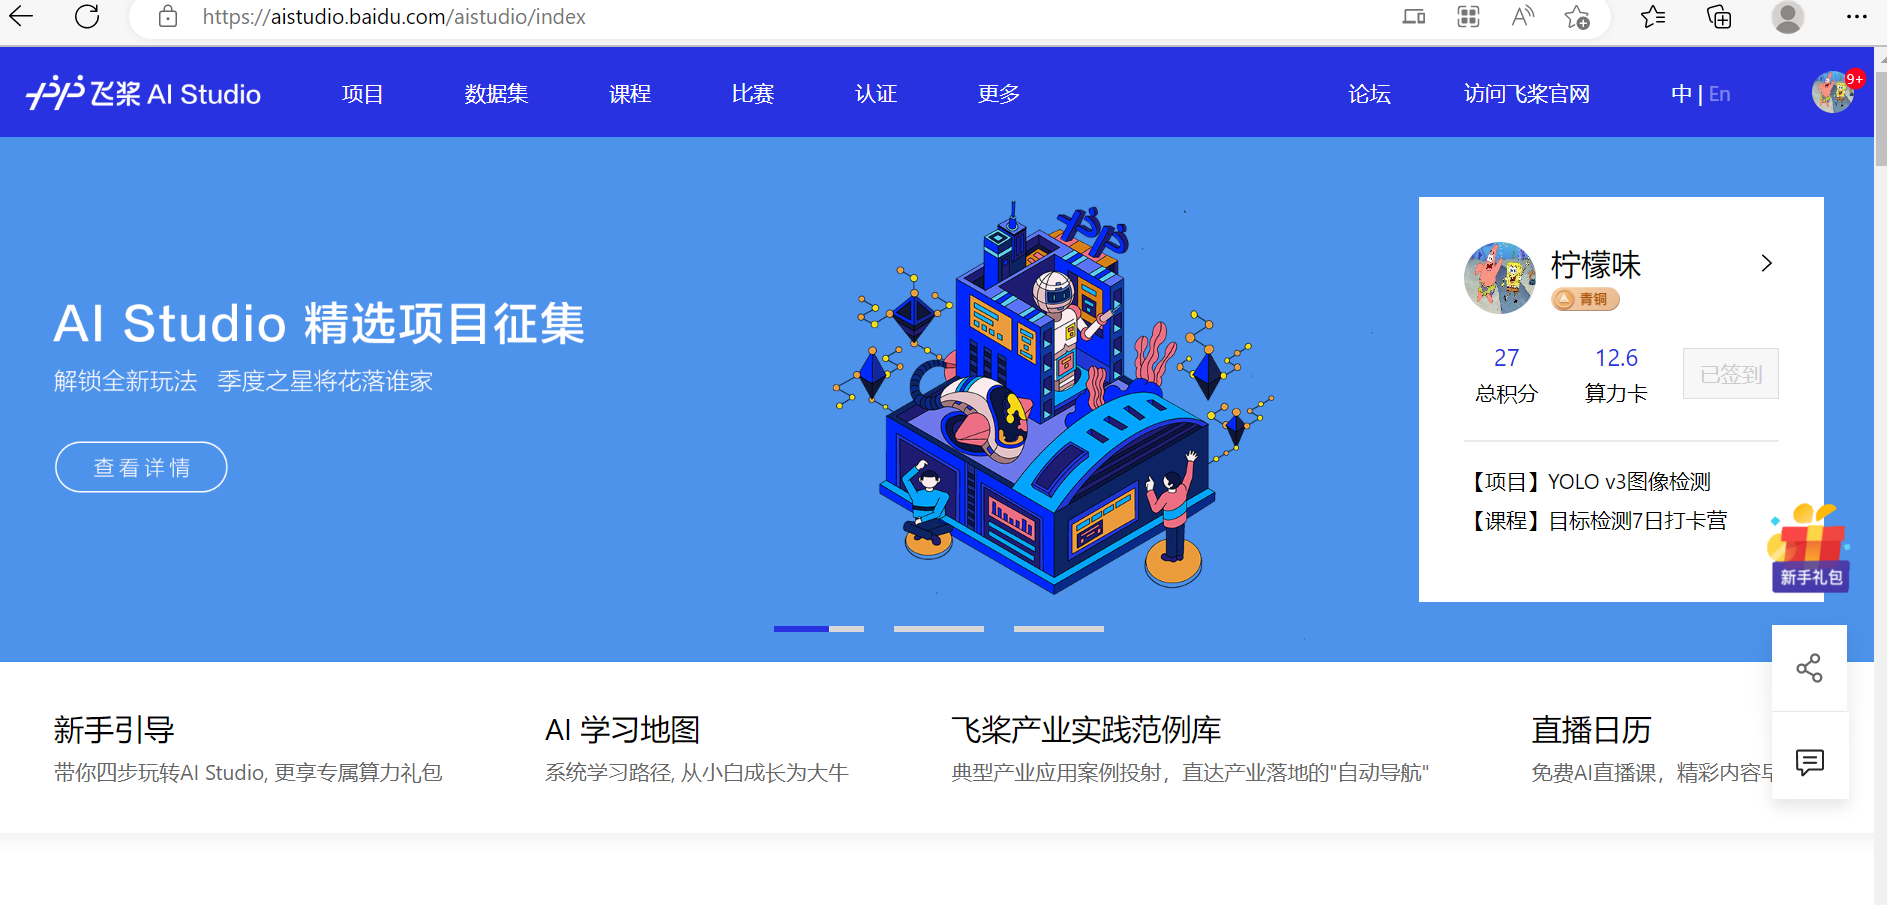 https://aistudio.baidu.com/aistudio/index
飞桨 AI Studio 项目 数据集 课程 比赛 认证 更多 论坛 访问飞桨官网 中 | En 9+
AI Studio 精选项目征集
解锁全新玩法 季度之星将花落谁家
查看详情
柠檬味
青铜
27 12.6
总积分 算力卡 已签到
【项目】YOLO v3图像检测
【课程】目标检测7日打卡营
新手礼包
新手引导
带你四步玩转AI Studio, 更享专属算力礼包
AI 学习地图
系统学习路径, 从小白成长为大牛
飞桨产业实践范例库
典型产业应用案例投射，直达产业落地的"自动导航"
直播日历
免费AI直播课，精彩内容